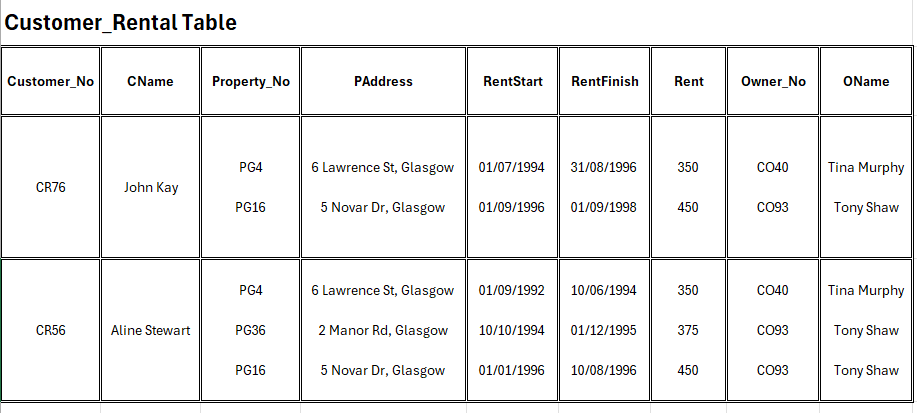 Customer_Rental Table
Customer_No CName Property_No PAddress RentStart RentFinish Rent Owner_No OName
PG4 6 Lawrence St, Glasgow 01/07/1994 31/08/1996 350 CO40 Tina Murphy
CR76 John Kay
PG16 5 Novar Dr, Glasgow 01/09/1996 01/09/1998 450 CO93 Tony Shaw
PG4 6 Lawrence St, Glasgow 01/09/1992 10/06/1994 350 CO40 Tina Murphy
CR56 Aline Stewart PG36 2 Manor Rd, Glasgow 10/10/1994 01/12/1995 375 CO93 Tony Shaw
PG16 5 Novar Dr, Glasgow 01/01/1996 10/08/1996 450 CO93 Tony Shaw